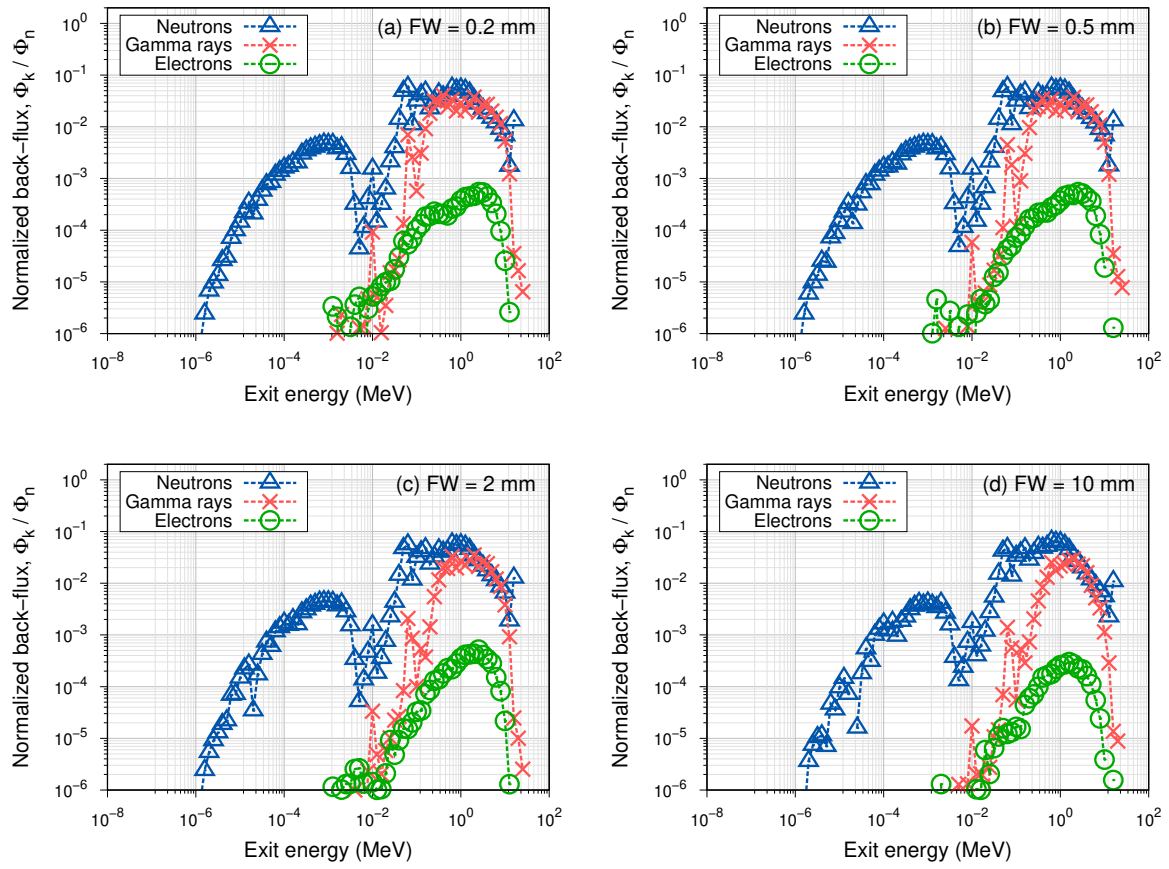 (a) FW = 0.2 mm
Neutrons
Gamma rays
Electrons
Normalized back−flux, Φk / Φn
10^0
10^−1
10^−2
10^−3
10^−4
10^−5
10^−6
10^−8 10^−6 10^−4 10^−2 10^0 10^2
Exit energy (MeV)
(b) FW = 0.5 mm
Neutrons
Gamma rays
Electrons
Normalized back−flux, Φk / Φn
10^0
10^−1
10^−2
10^−3
10^−4
10^−5
10^−6
10^−8 10^−6 10^−4 10^−2 10^0 10^2
Exit energy (MeV)
(c) FW = 2 mm
Neutrons
Gamma rays
Electrons
Normalized back−flux, Φk / Φn
10^0
10^−1
10^−2
10^−3
10^−4
10^−5
10^−6
10^−8 10^−6 10^−4 10^−2 10^0 10^2
Exit energy (MeV)
(d) FW = 10 mm
Neutrons
Gamma rays
Electrons
Normalized back−flux, Φk / Φn
10^0
10^−1
10^−2
10^−3
10^−4
10^−5
10^−6
10^−8 10^−6 10^−4 10^−2 10^0 10^2
Exit energy (MeV)